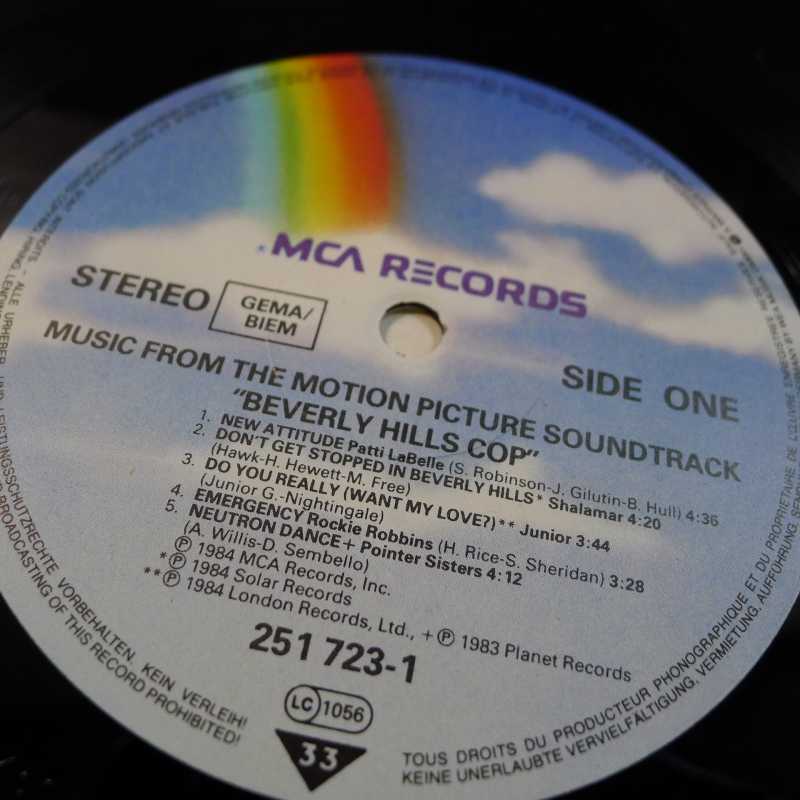 MCA RECORDS
STEREO
GEMA/
BIEM
SIDE ONE
MUSIC FROM THE MOTION PICTURE SOUNDTRACK
"BEVERLY HILLS COP"
1. NEW ATTITUDE Patti LaBelle (S. Robinson-J. Gilutin-B. Hull) 4:36
2. DON'T GET STOPPED IN BEVERLY HILLS* Shalamar 4:20
(Hawk-H. Hewett-M. Free)
3. DO YOU REALLY (WANT MY LOVE?)** Junior 3:44
(Junior G.-Nightingale)
4. EMERGENCY Rockie Robbins (H. Rice-S. Sheridan) 3:28
5. NEUTRON DANCE+ Pointer Sisters 4:12
(A. Willis-D. Sembello)
℗ 1984 MCA Records, Inc.
*℗ 1984 Solar Records
**℗ 1984 London Records, Ltd., +℗ 1983 Planet Records
251 723-1
LC 1056
33
ALLE URHEBER UND LEISTUNGSSCHUTZRECHTE VORBEHALTEN. KEIN VERLEIH!
BROADCASTING OF THIS RECORD PROHIBITED!
TOUS DROITS DU PRODUCTEUR PHONOGRAPHIQUE ET DU PROPRIETAIRE DE L'ŒUVRE
KEINE UNERLAUBTE VERVIELFÄLTIGUNG, VERMIETUNG, AUFFÜHRUNG,